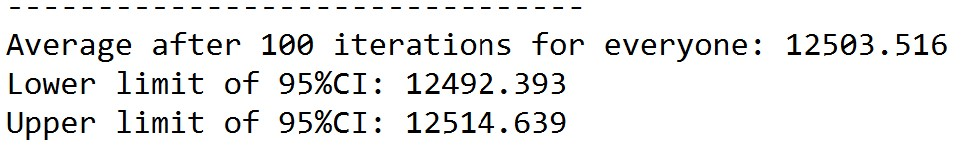 --------------------------------
Average after 100 iterations for everyone: 12503.516
Lower limit of 95%CI: 12492.393
Upper limit of 95%CI: 12514.639